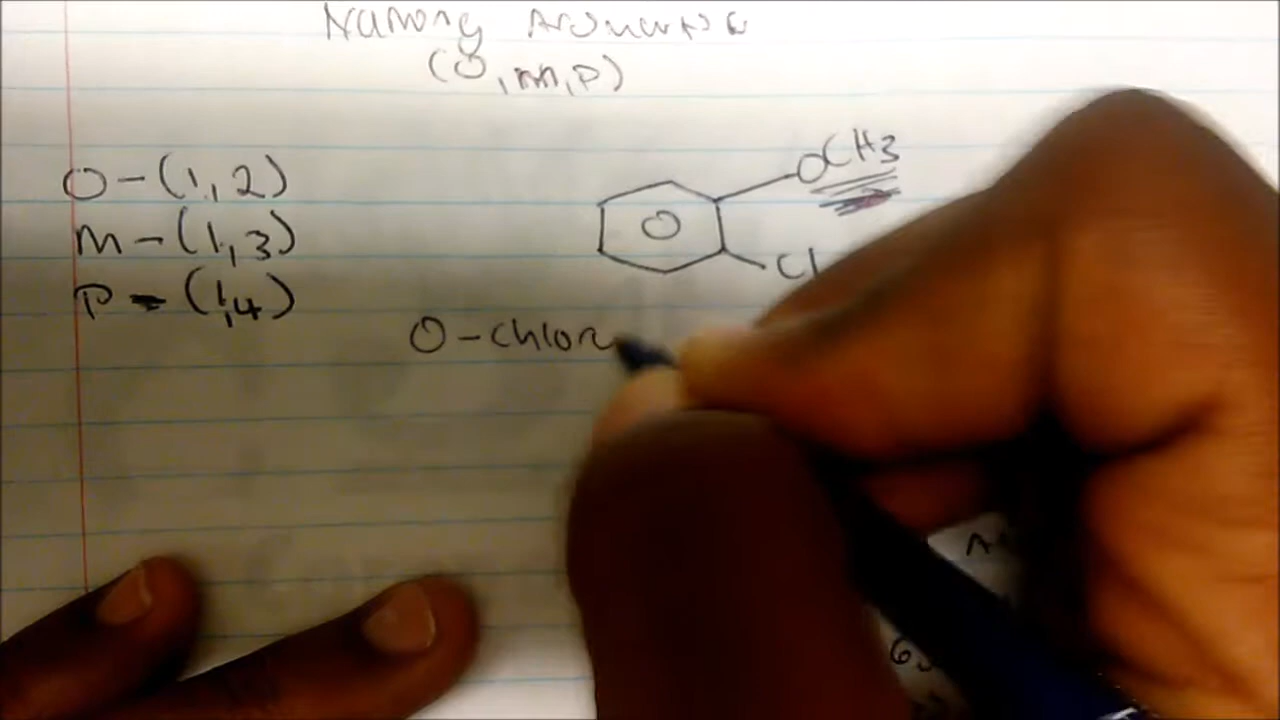 Naming Aromatic
(O,m,p)
O-(1,2)
m-(1,3)
p-(1,4)
OCH3
Cl
O-chlor